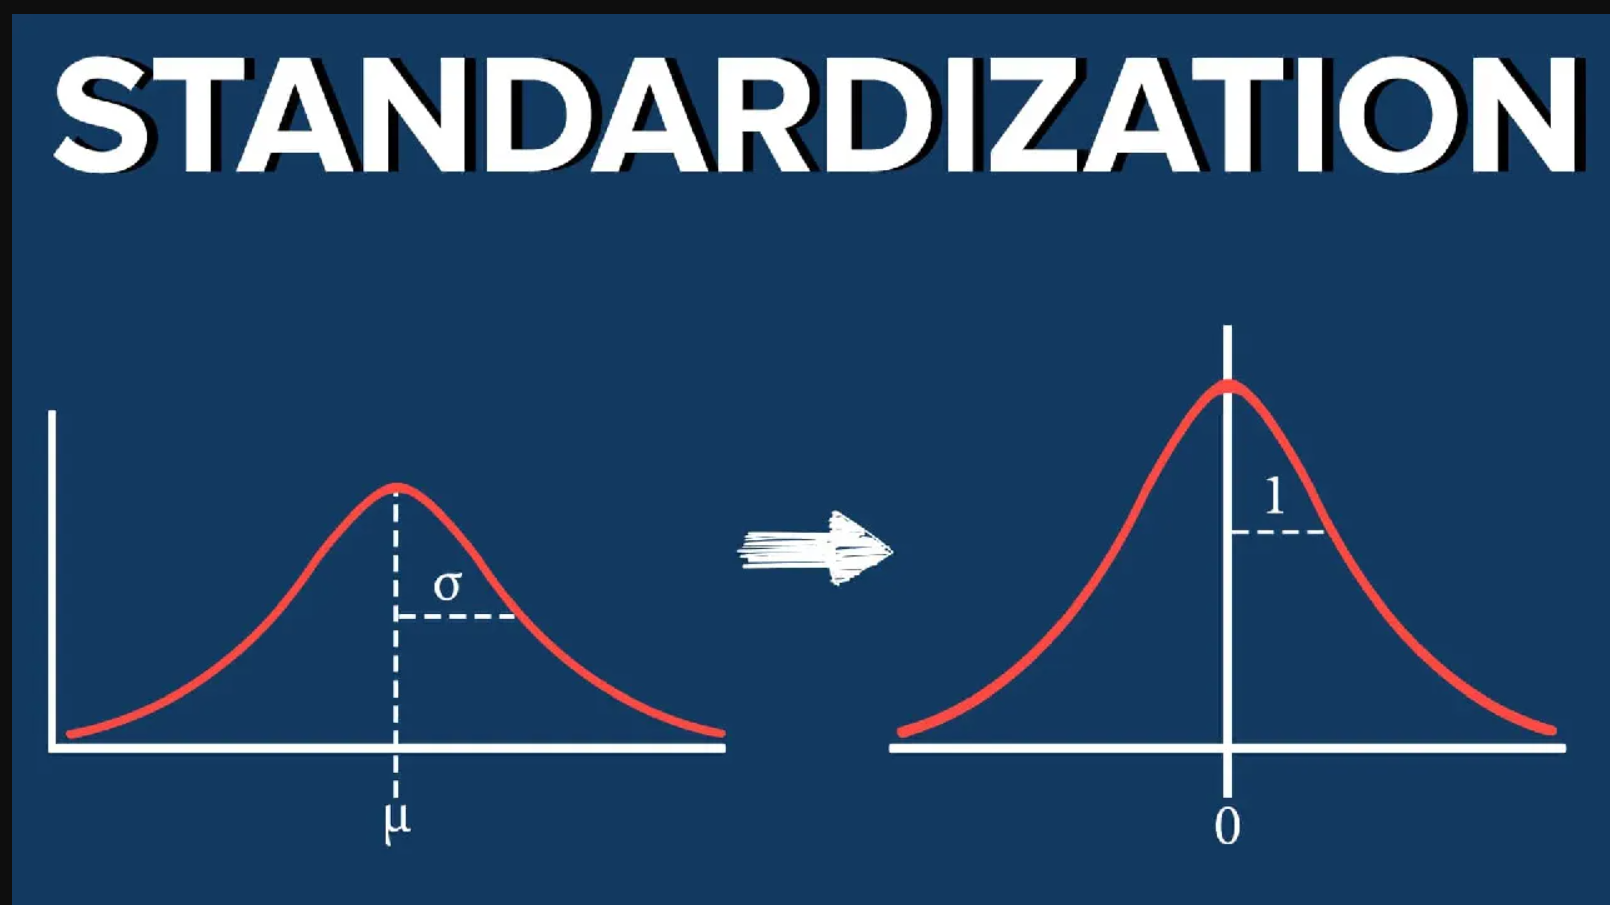 STANDARDIZATION
σ
μ
1
0